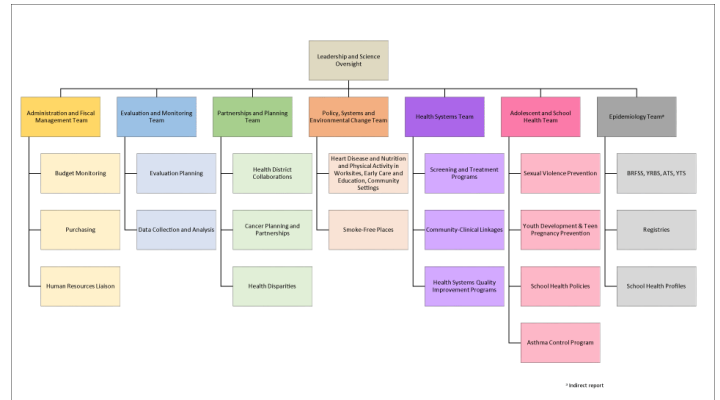 Leadership and Science
Oversight
Administration and Fiscal
Management Team
Evaluation and Monitoring
Team
Partnerships and Planning
Team
Policy, Systems and
Environmental Change Team
Health Systems Team
Adolescent and School
Health Team
Epidemiology Team*
Budget Monitoring
Evaluation Planning
Health District
Collaborations
Heart Disease and Nutrition
and Physical Activity in
Worksites, Early Care and
Education, Community
Settings
Screening and Treatment
Programs
Sexual Violence Prevention
BRFSS, YRBS, ATS, YTS
Purchasing
Data Collection and Analysis
Cancer Planning and
Partnerships
Smoke-Free Places
Community-Clinical Linkages
Youth Development & Teen
Pregnancy Prevention
Registries
Human Resources Liaison
Health Disparities
Health Systems Quality
Improvement Programs
School Health Policies
School Health Profiles
Asthma Control Program
* Indirect report